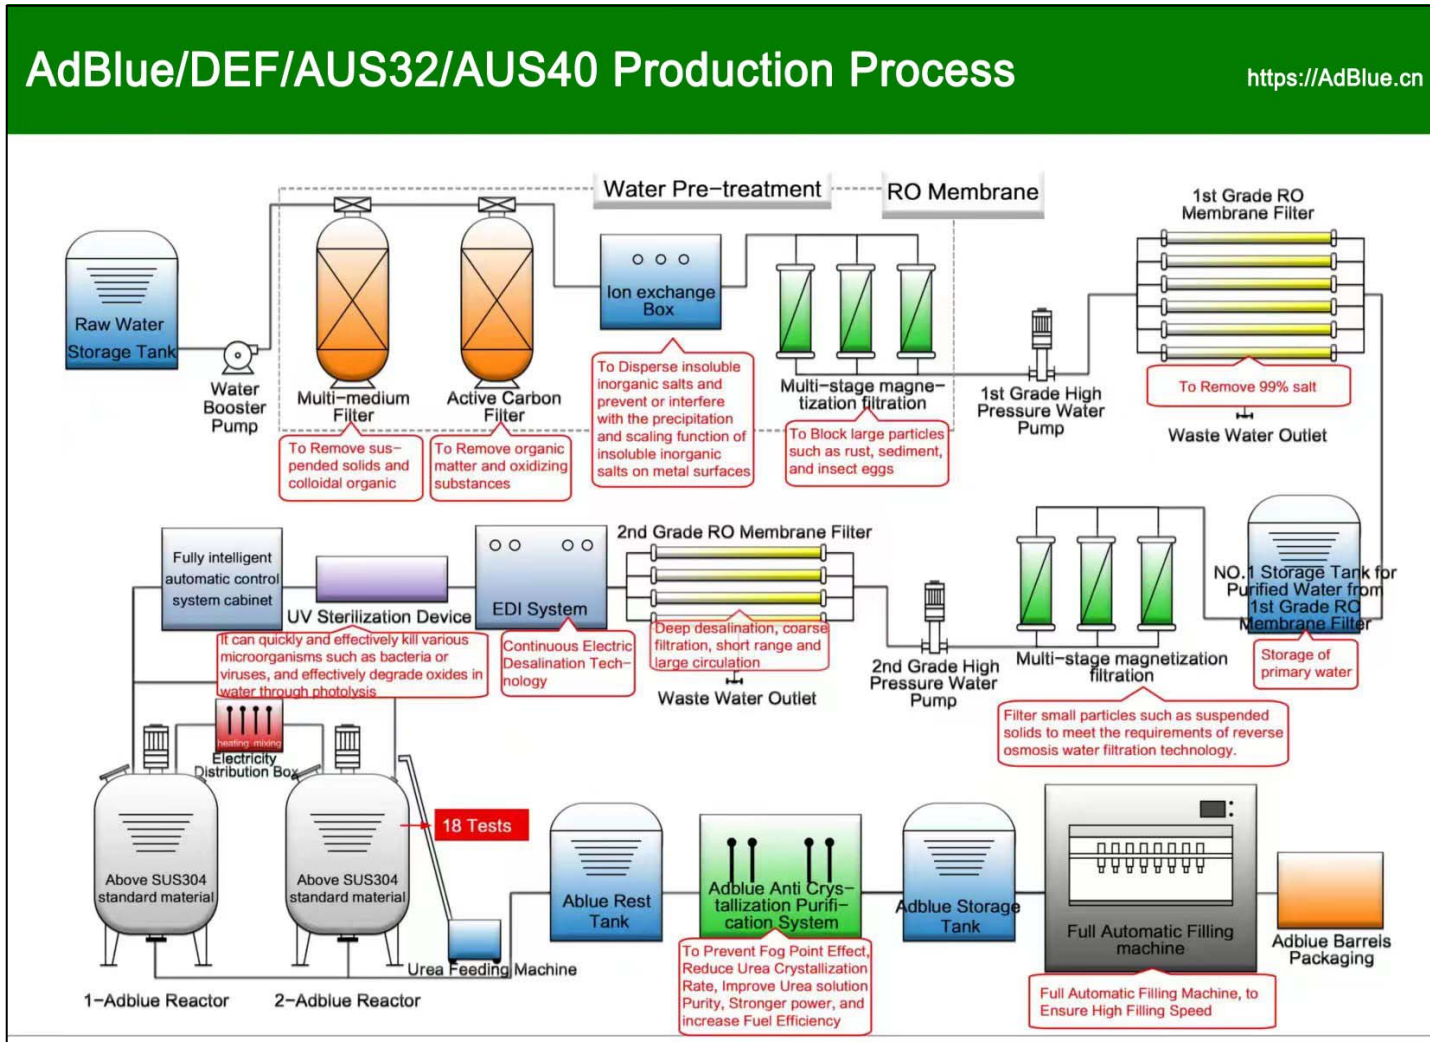 AdBlue/DEF/AUS32/AUS40 Production Process
https://AdBlue.cn
Water Pre-treatment
RO Membrane
1st Grade RO
Membrane Filter
Raw Water
Storage Tank
Water
Booster
Pump
Multi-medium
Filter
Active Carbon
Filter
Ion exchange
Box
Multi-stage magne-
tization filtration
1st Grade High
Pressure Water
Pump
To Remove 99% salt
Waste Water Outlet
To Remove sus-
pended solids and
colloidal organic
To Remove organic
matter and oxidizing
substances
To Disperse insoluble
inorganic salts and
prevent or interfere
with the precipitation
and scaling function of
insoluble inorganic
salts on metal surfaces
To Block large particles
such as rust, sediment,
and insect eggs
Fully intelligent
automatic control
system cabinet
UV Sterilization Device
It can quickly and effectively kill various
microorganisms such as bacteria or
viruses, and effectively degrade oxides in
water through photolysis
EDI System
Continuous Electric
Desalination Tech-
nology
2nd Grade RO Membrane Filter
Deep desalination, coarse
filtration, short range and
large circulation
Waste Water Outlet
2nd Grade High
Pressure Water
Pump
Multi-stage magnetization
filtration
Filter small particles such as suspended
solids to meet the requirements of reverse
osmosis water filtration technology.
NO.1 Storage Tank for
Purified Water from
1st Grade RO
Membrane Filter
Storage of
primary water
heating mixing
Electricity
Distribution Box
Above SUS304
standard material
Above SUS304
standard material
18 Tests
1-Adblue Reactor
2-Adblue Reactor
Urea Feeding Machine
Ablue Rest
Tank
Adblue Anti Crys-
tallization Purifi-
cation System
To Prevent Fog Point Effect,
Reduce Urea Crystallization
Rate, Improve Urea solution
Purity, Stronger power, and
increase Fuel Efficiency
Adblue Storage
Tank
Full Automatic Filling
machine
Full Automatic Filling Machine, to
Ensure High Filling Speed
Adblue Barrels
Packaging